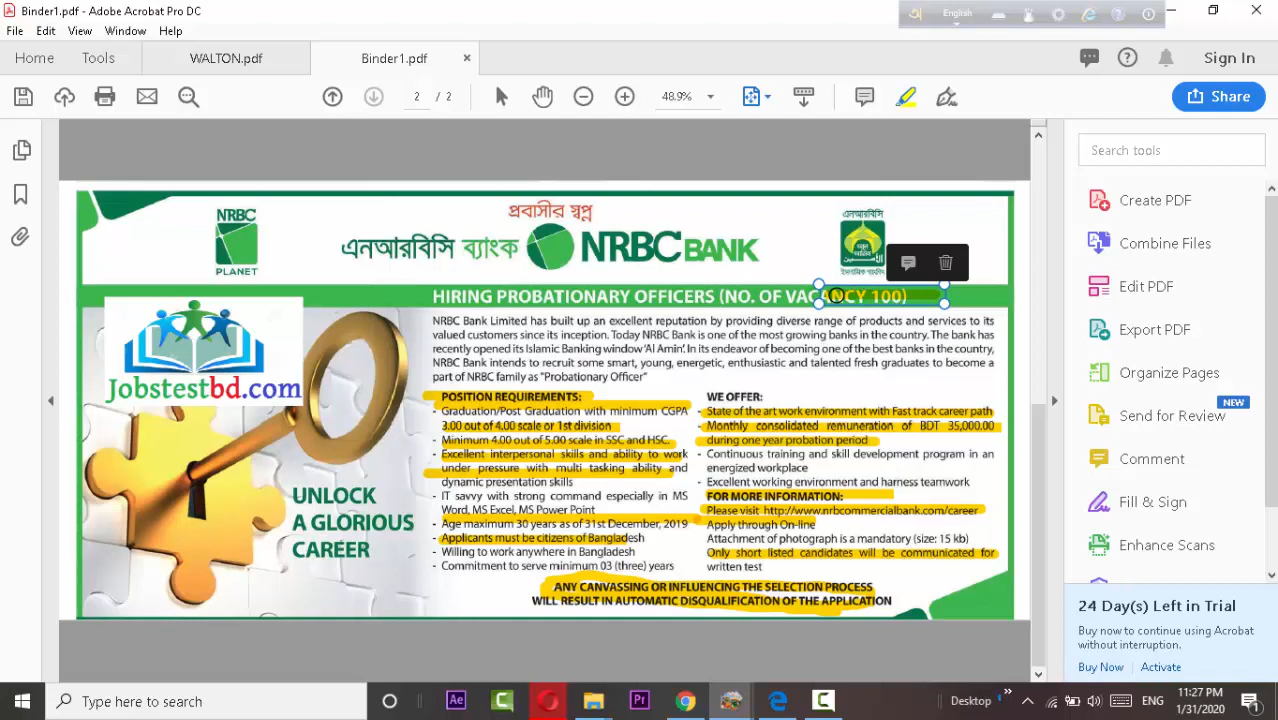 Binder1.pdf - Adobe Acrobat Pro DC
English
File Edit View Window Help
Home Tools WALTON.pdf Binder1.pdf × Sign In
2 / 2 48.9% Share
Search tools
Create PDF
Combine Files
Edit PDF
Export PDF
Organize Pages
NEW
Send for Review
Comment
Fill & Sign
Enhance Scans
24 Day(s) Left in Trial
Buy now to continue using Acrobat
without interruption.
Buy Now Activate
NRBC
PLANET
প্রবাসীর স্বপ্ন
এনআরবিসি ব্যাংক NRBC BANK
এনআরবিসি
ইসলামিক ব্যাংকিং
HIRING PROBATIONARY OFFICERS (NO. OF VACANCY 100)
Jobstestbd.com
UNLOCK
A GLORIOUS
CAREER
NRBC Bank Limited has built up an excellent reputation by providing diverse range of products and services to its
valued customers since its inception. Today NRBC Bank is one of the most growing banks in the country. The bank has
recently opened its Islamic Banking window 'Al Amin'. In its endeavor of becoming one of the best banks in the country,
NRBC Bank intends to recruit some smart, young, energetic, enthusiastic and talented fresh graduates to become a
part of NRBC family as "Probationary Officer"
POSITION REQUIREMENTS:
- Graduation/Post Graduation with minimum CGPA
3.00 out of 4.00 scale or 1st division
- Minimum 4.00 out of 5.00 scale in SSC and HSC.
- Excellent interpersonal skills and ability to work
under pressure with multi tasking ability and
dynamic presentation skills
- IT savvy with strong command especially in MS
Word, MS Excel, MS Power Point
- Age maximum 30 years as of 31st December, 2019
- Applicants must be citizens of Bangladesh
- Willing to work anywhere in Bangladesh
- Commitment to serve minimum 03 (three) years
WE OFFER:
- State of the art work environment with Fast track career path
- Monthly consolidated remuneration of BDT 35,000.00
during one year probation period
- Continuous training and skill development program in an
energized workplace
- Excellent working environment and harness teamwork
FOR MORE INFORMATION:
Please visit http://www.nrbcommercialbank.com/career
Apply through On-line
Attachment of photograph is a mandatory (size: 15 kb)
Only short listed candidates will be communicated for
written test
ANY CANVASSING OR INFLUENCING THE SELECTION PROCESS
WILL RESULT IN AUTOMATIC DISQUALIFICATION OF THE APPLICATION
Type here to search
Desktop
ENG
11:27 PM
1/31/2020